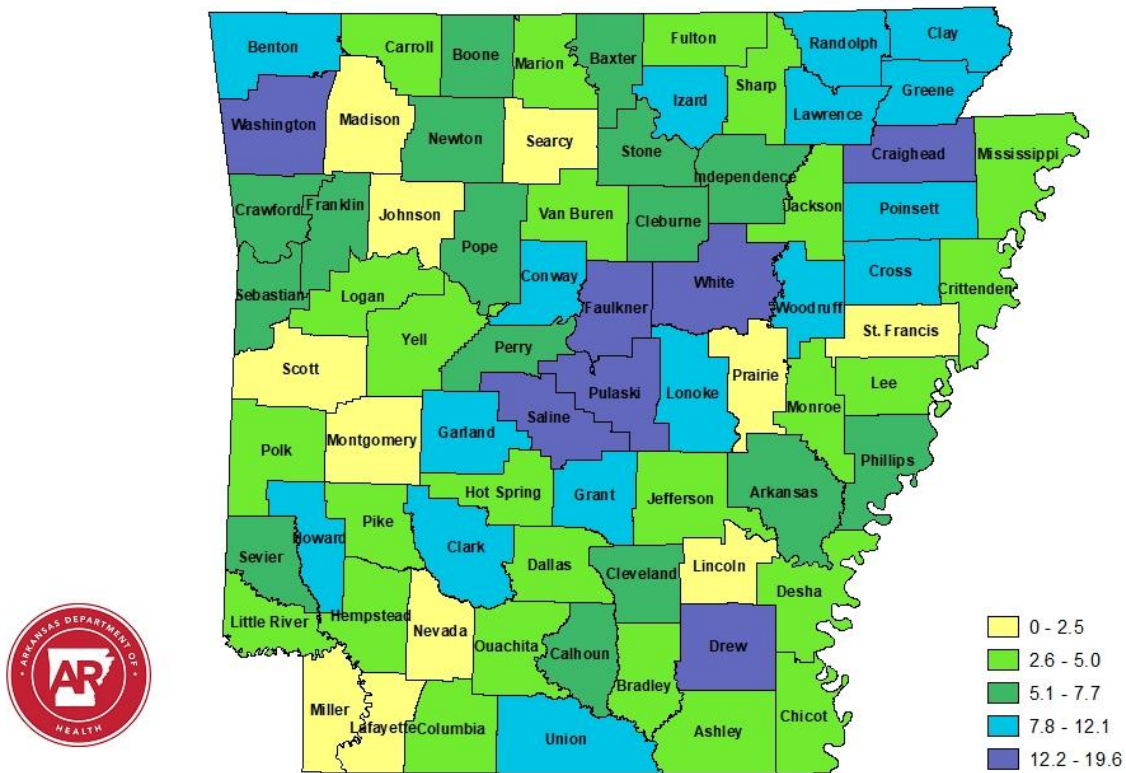 Benton
Carroll
Boone
Marion
Baxter
Fulton
Randolph
Clay
Izard
Sharp
Greene
Lawrence
Washington
Madison
Newton
Searcy
Stone
Independence
Craighead
Mississippi
Crawford
Franklin
Johnson
Van Buren
Cleburne
Jackson
Poinsett
Pope
Conway
Faulkner
White
Woodruff
Cross
Crittenden
Sebastian
Logan
Yell
Perry
St. Francis
Scott
Pulaski
Lonoke
Prairie
Lee
Saline
Monroe
Montgomery
Garland
Polk
Phillips
Hot Spring
Grant
Jefferson
Arkansas
Pike
Howard
Clark
Sevier
Dallas
Cleveland
Lincoln
Desha
Little River
Hempstead
Nevada
Ouachita
Calhoun
Drew
Bradley
Miller
Lafayette
Columbia
Union
Ashley
Chicot
ARKANSAS DEPARTMENT OF
AR
HEALTH
0 - 2.5
2.6 - 5.0
5.1 - 7.7
7.8 - 12.1
12.2 - 19.6